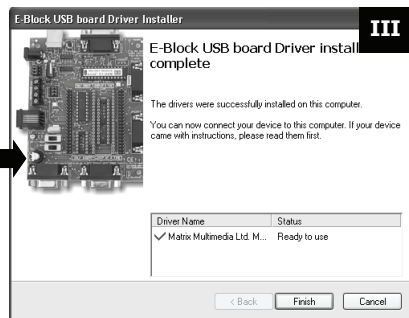 E-Block USB board Driver Installer
III
E-Block USB board Driver
complete
The drivers were successfully installed on this computer.
You can now connect your device to this computer. If your device
came with instructions, please read them first.
Driver Name Status
Matrix Multimedia Ltd. M... Ready to use
< Back Finish Cancel